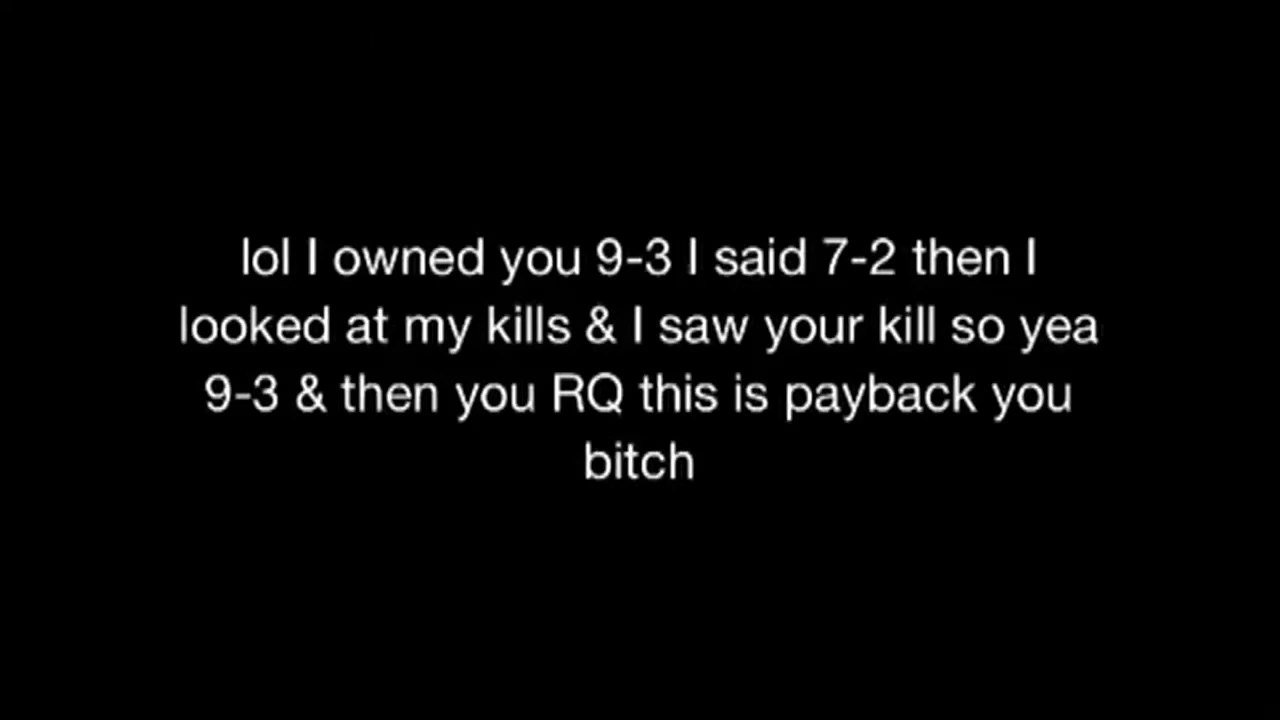 lol I owned you 9-3 I said 7-2 then I
looked at my kills & I saw your kill so yea
9-3 & then you RQ this is payback you
bitch